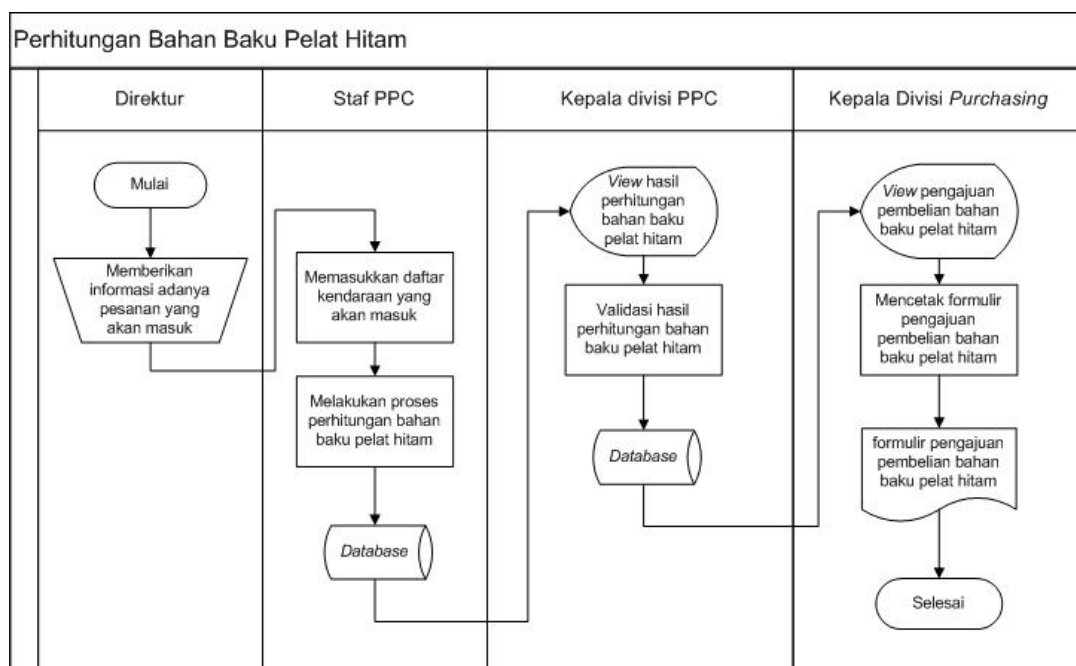 Perhitungan Bahan Baku Pelat Hitam
Direktur
Staf PPC
Kepala divisi PPC
Kepala Divisi Purchasing
Mulai
Memberikan
informasi adanya
pesanan yang
akan masuk
Memasukkan daftar
kendaraan yang
akan masuk
Melakukan proses
perhitungan bahan
baku pelat hitam
Database
View hasil
perhitungan
bahan baku
pelat hitam
Validasi hasil
perhitungan bahan
baku pelat hitam
Database
View pengajuan
pembelian bahan
baku pelat hitam
Mencetak formulir
pengajuan
pembelian bahan
baku pelat hitam
formulir pengajuan
pembelian bahan
baku pelat hitam
Selesai